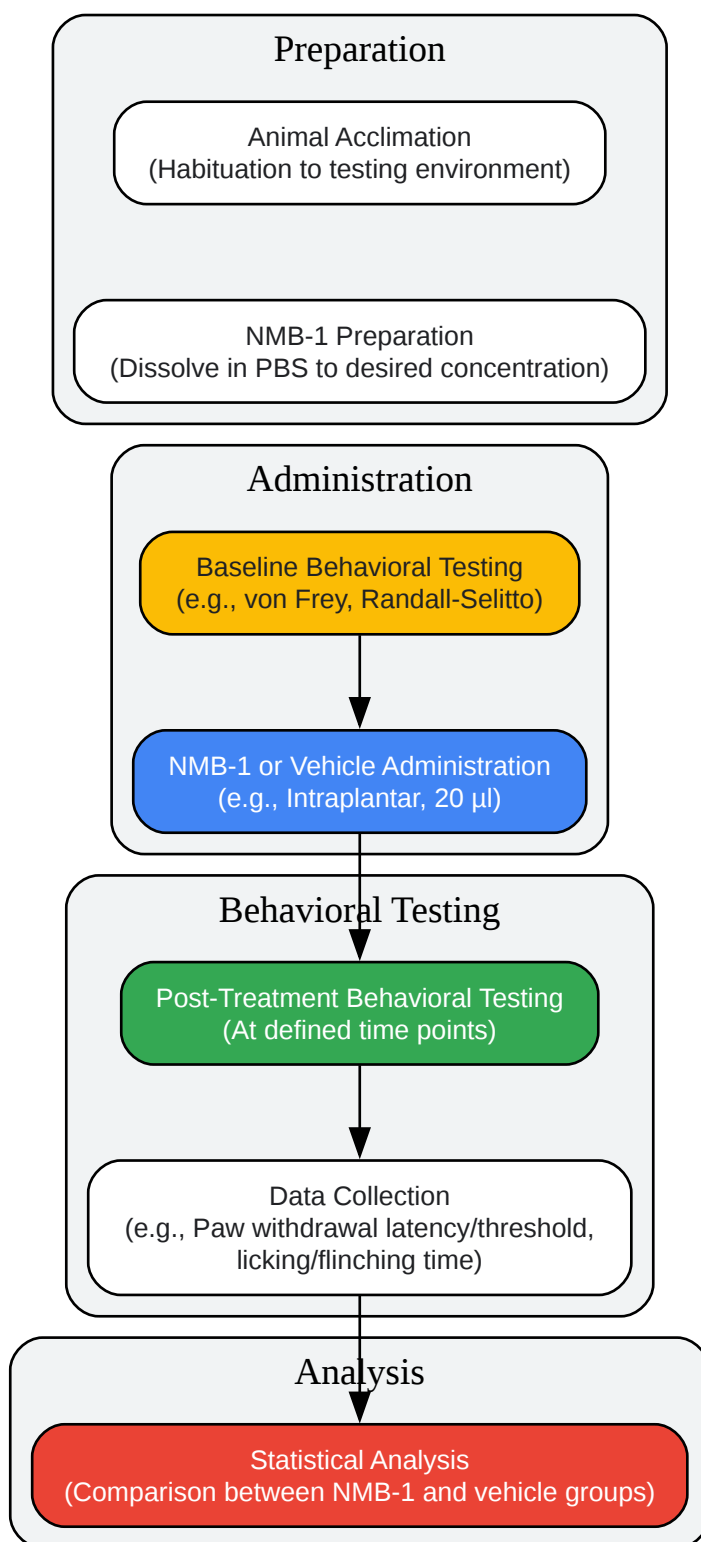 Preparation
Animal Acclimation
(Habituation to testing environment)
NMB-1 Preparation
(Dissolve in PBS to desired concentration)
Administration
Baseline Behavioral Testing
(e.g., von Frey, Randall-Selitto)
NMB-1 or Vehicle Administration
(e.g., Intraplantar, 20 µl)
Behavioral Testing
Post-Treatment Behavioral Testing
(At defined time points)
Data Collection
(e.g., Paw withdrawal latency/threshold,
licking/flinching time)
Analysis
Statistical Analysis
(Comparison between NMB-1 and vehicle groups)